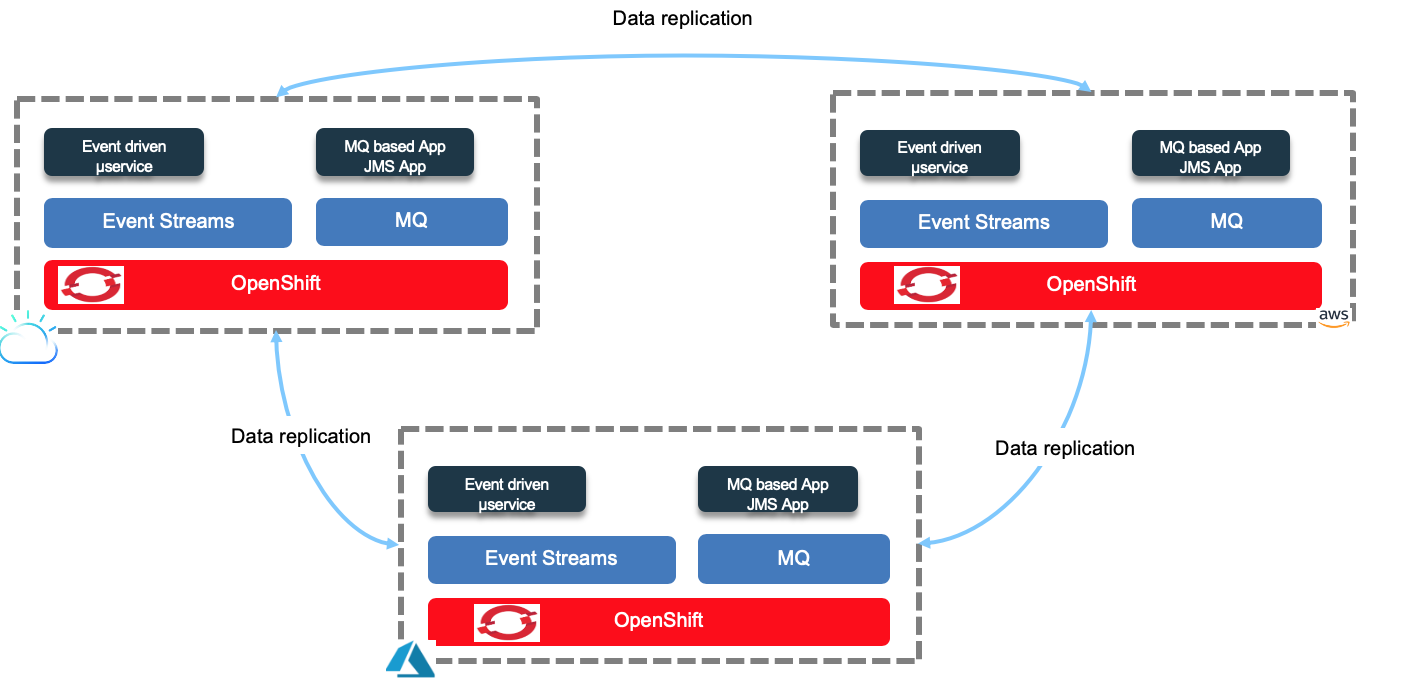 Data replication
Event driven
µservice
MQ based App
JMS App
Event Streams
MQ
OpenShift
Event driven
µservice
MQ based App
JMS App
Event Streams
MQ
OpenShift
aws
Data replication
Data replication
Event driven
µservice
MQ based App
JMS App
Event Streams
MQ
OpenShift